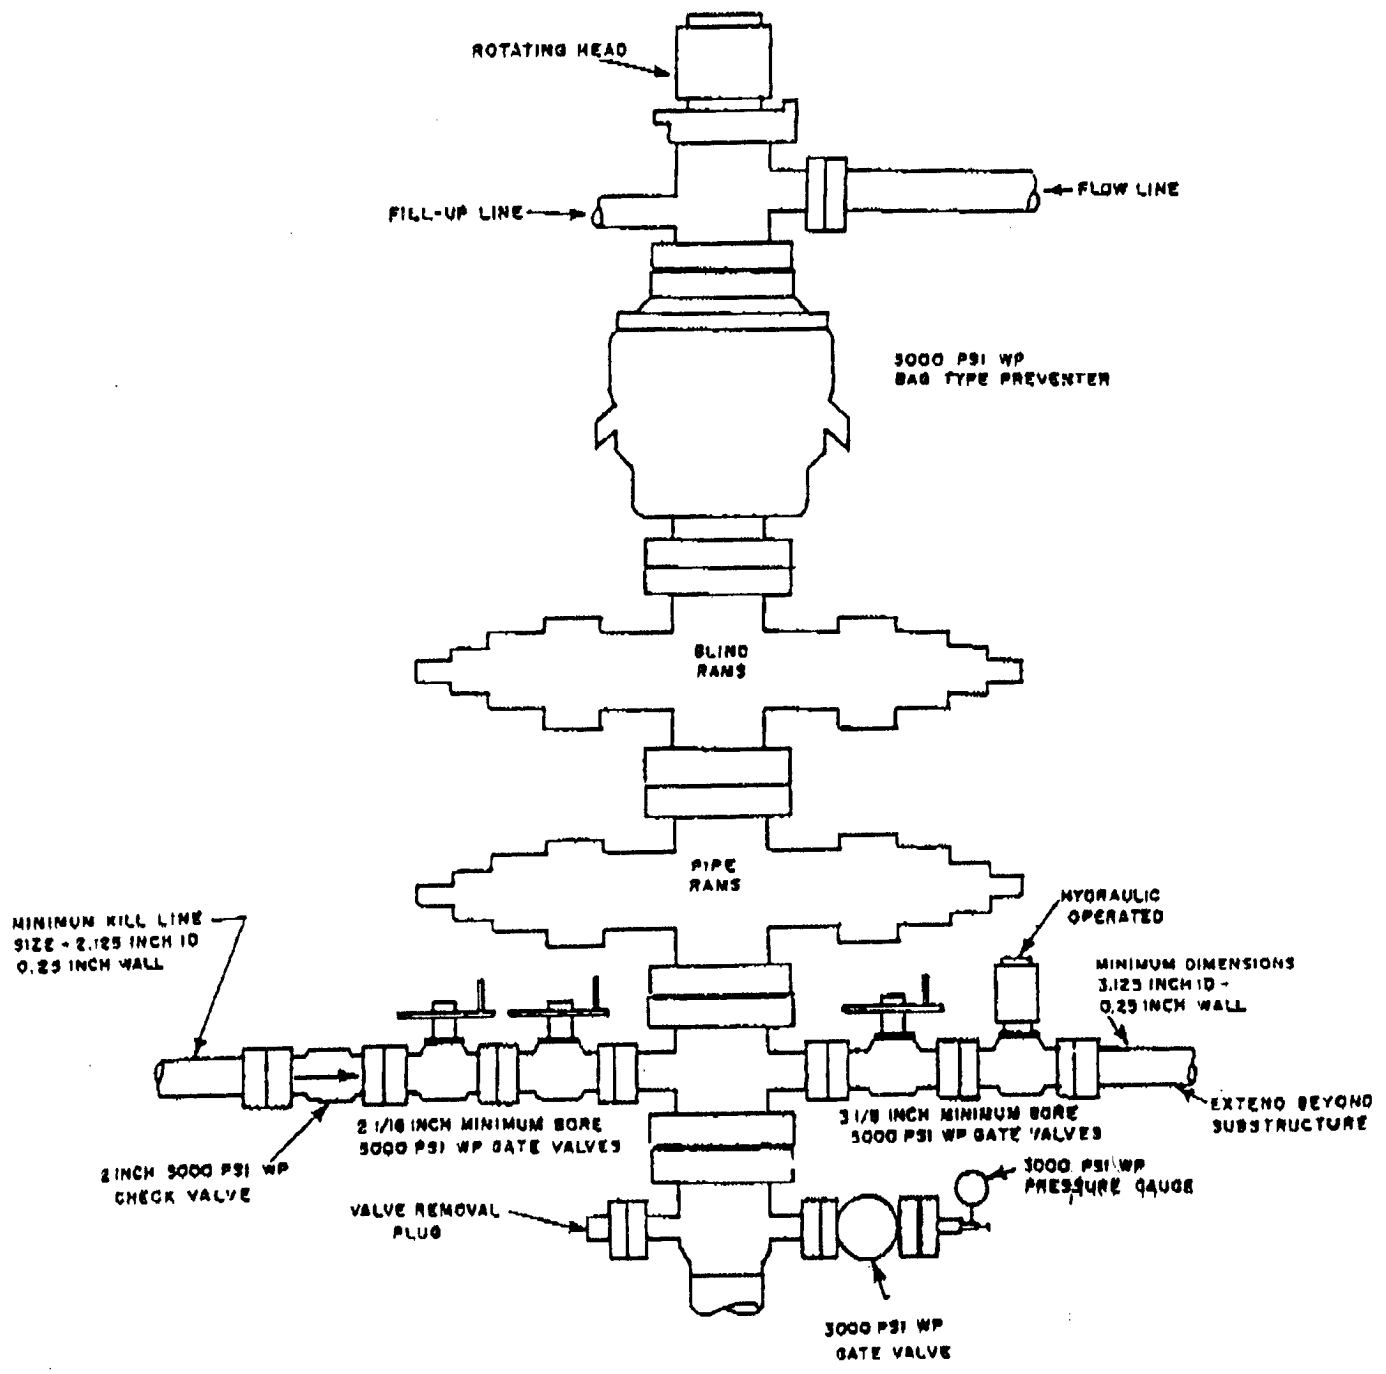 ROTATING HEAD
FILL-UP LINE
FLOW LINE
3000 PSI WP
BAG TYPE PREVENTER
BLIND
RAMS
PIPE
RAMS
HYDRAULIC
OPERATED
MINIMUM KILL LINE
SIZE - 2.125 INCH ID
0.25 INCH WALL
MINIMUM DIMENSIONS
3.125 INCH ID -
0.25 INCH WALL
2 1/16 INCH MINIMUM BORE
3000 PSI WP GATE VALVES
3 1/8 INCH MINIMUM BORE
3000 PSI WP GATE VALVES
EXTEND BEYOND
SUBSTRUCTURE
2 INCH 3000 PSI WP
CHECK VALVE
3000 PSI WP
PRESSURE GAUGE
VALVE REMOVAL
PLUG
3000 PSI WP
GATE VALVE